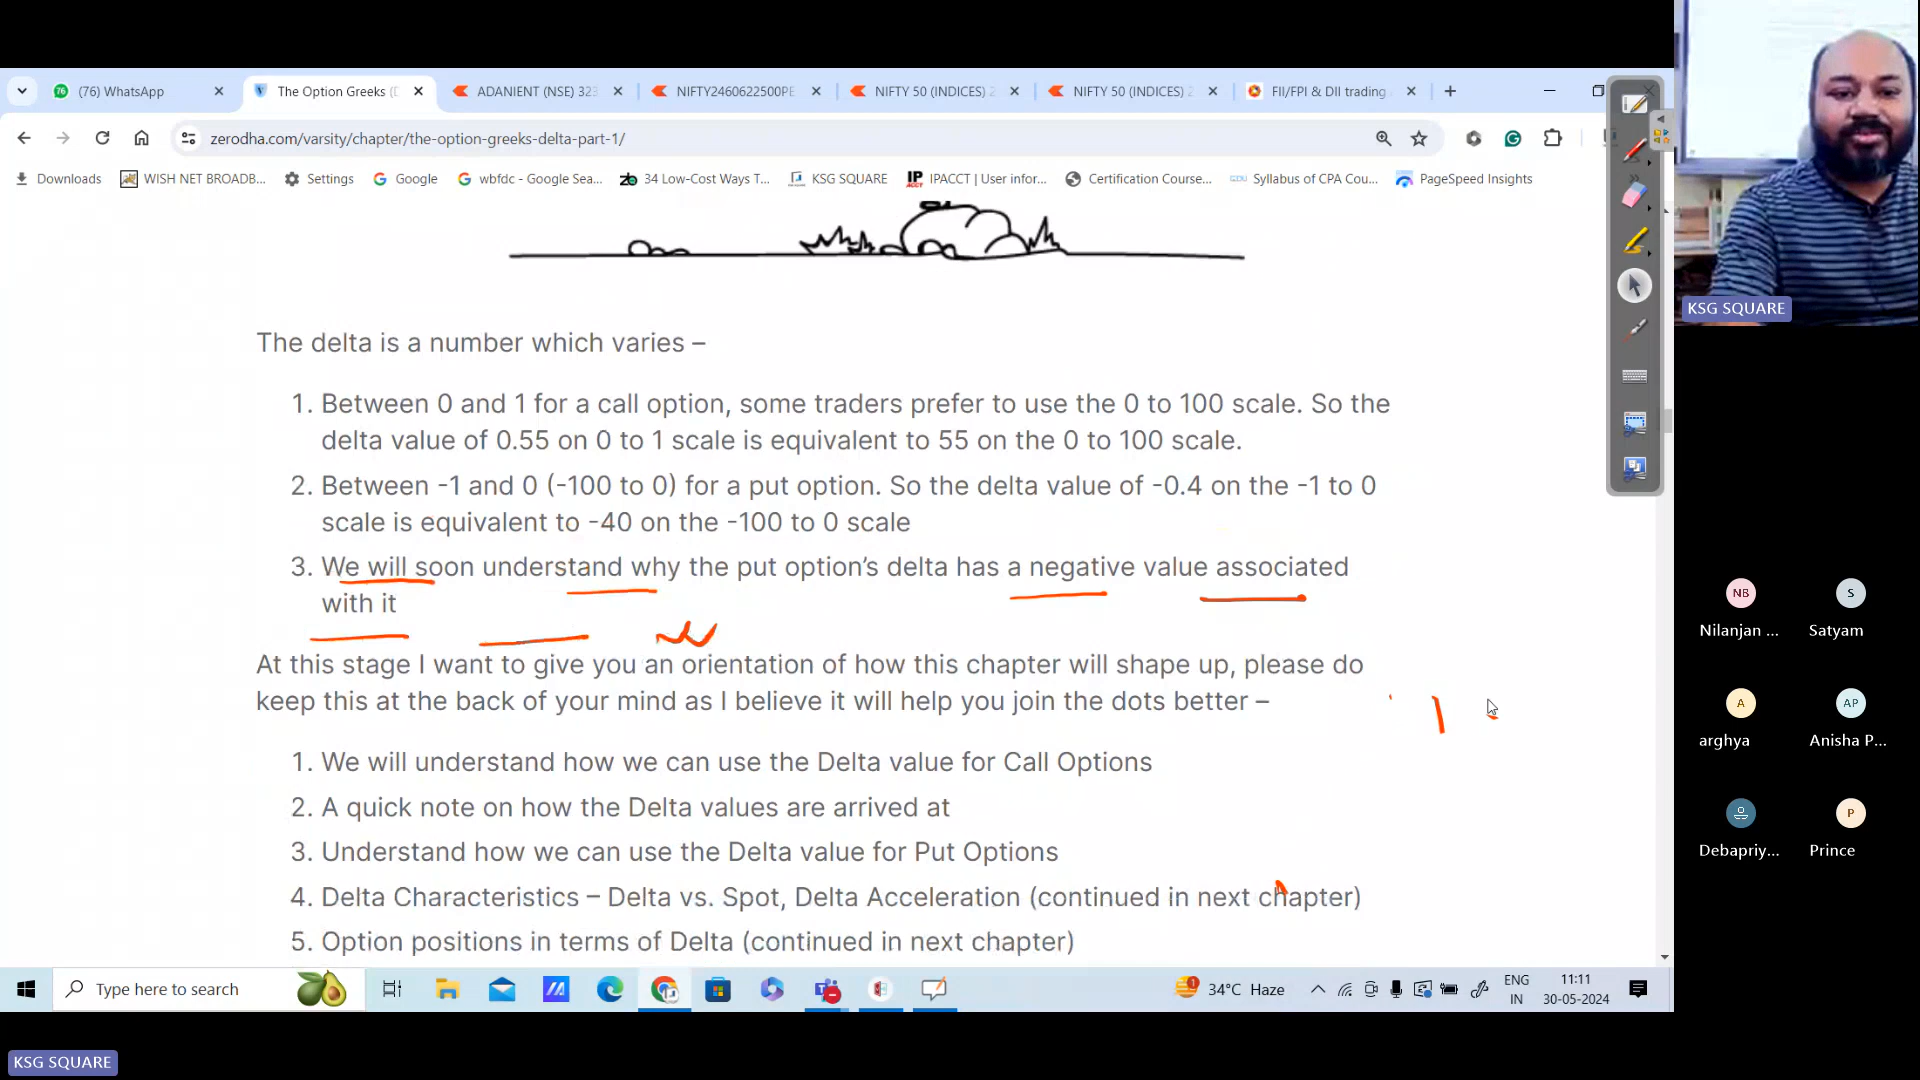 (76) WhatsApp
The Option Greeks (D
ADANIENT (NSE) 323
NIFTY2460622500PE
NIFTY 50 (INDICES) 2
NIFTY 50 (INDICES) 2
FII/FPI & DII trading
zerodha.com/varsity/chapter/the-option-greeks-delta-part-1/
Downloads
WISH NET BROADB...
Settings
Google
wbfdc - Google Sea...
34 Low-Cost Ways T...
KSG SQUARE
IPACCT | User infor...
Certification Course...
Syllabus of CPA Cou...
PageSpeed Insights
KSG SQUARE
The delta is a number which varies –
1. Between 0 and 1 for a call option, some traders prefer to use the 0 to 100 scale. So the
delta value of 0.55 on 0 to 1 scale is equivalent to 55 on the 0 to 100 scale.
2. Between -1 and 0 (-100 to 0) for a put option. So the delta value of -0.4 on the -1 to 0
scale is equivalent to -40 on the -100 to 0 scale
3. We will soon understand why the put option's delta has a negative value associated
with it
At this stage I want to give you an orientation of how this chapter will shape up, please do
keep this at the back of your mind as I believe it will help you join the dots better –
1. We will understand how we can use the Delta value for Call Options
2. A quick note on how the Delta values are arrived at
3. Understand how we can use the Delta value for Put Options
4. Delta Characteristics – Delta vs. Spot, Delta Acceleration (continued in next chapter)
5. Option positions in terms of Delta (continued in next chapter)
NB
Nilanjan ...
S
Satyam
A
arghya
AP
Anisha P...
Debapriy...
P
Prince
Type here to search
34°C Haze
ENG
IN
11:11
30-05-2024
KSG SQUARE